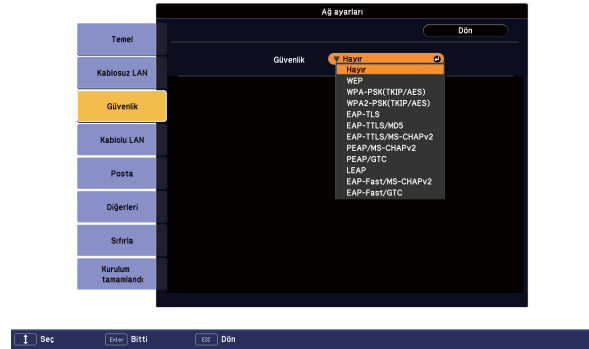 Ağ ayarları
Dön
Temel
Kablosuz LAN
Güvenlik
Kablolu LAN
Posta
Diğerleri
Sıfırla
Kurulum
tamamlandı
Güvenlik
Hayır
Hayır
WEP
WPA-PSK(TKIP/AES)
WPA2-PSK(TKIP/AES)
EAP-TLS
EAP-TTLS/MD5
EAP-TTLS/MS-CHAPv2
PEAP/MS-CHAPv2
PEAP/GTC
LEAP
EAP-Fast/MS-CHAPv2
EAP-Fast/GTC
Seç Enter Bitti ESC Dön